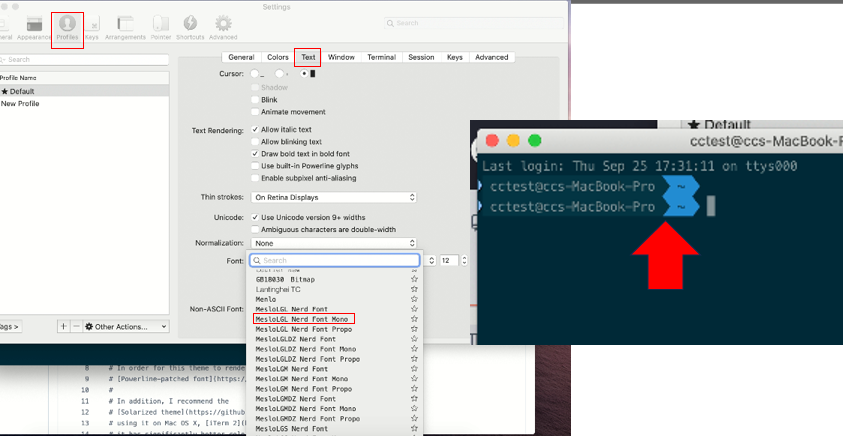 Settings
Appearance
Profiles
Keys
Arrangements
Pointer
Shortcuts
Advanced
Search
Search
Profile Name
★ Default
New Profile
General
Colors
Text
Window
Terminal
Session
Keys
Advanced
Cursor:
Shadow
Blink
Animate movement
Text Rendering:
Allow italic text
Allow blinking text
Draw bold text in bold font
Use built-in Powerline glyphs
Enable subpixel anti-aliasing
Thin strokes:
On Retina Displays
Unicode:
Use Unicode version 9+ widths
Ambiguous characters are double-width
Normalization:
None
Font:
Search
12
GB18030 Bitmap
Lantinghei TC
Menlo
MesloLGL Nerd Font
MesloLGL Nerd Font Mono
MesloLGL Nerd Font Propo
MesloLGLDZ Nerd Font
MesloLGLDZ Nerd Font Mono
MesloLGLDZ Nerd Font Propo
MesloLGM Nerd Font
MesloLGM Nerd Font Mono
MesloLGM Nerd Font Propo
MesloLGMDZ Nerd Font
MesloLGMDZ Nerd Font Mono
MesloLGMDZ Nerd Font Propo
MesloLGS Nerd Font
Non-ASCII Font:
ags >
+ −
Other Actions...
8 # In order for this theme to render
9 # [Powerline-patched font](https:/
10 #
11 # In addition, I recommend the
12 # [Solarized theme](https://github
13 # using it on Mac OS X, [iTerm 2](
14
★ Default
cctest@ccs-MacBook-P
Last login: Thu Sep 25 17:31:11 on ttys000
cctest@ccs-MacBook-Pro ~
cctest@ccs-MacBook-Pro ~